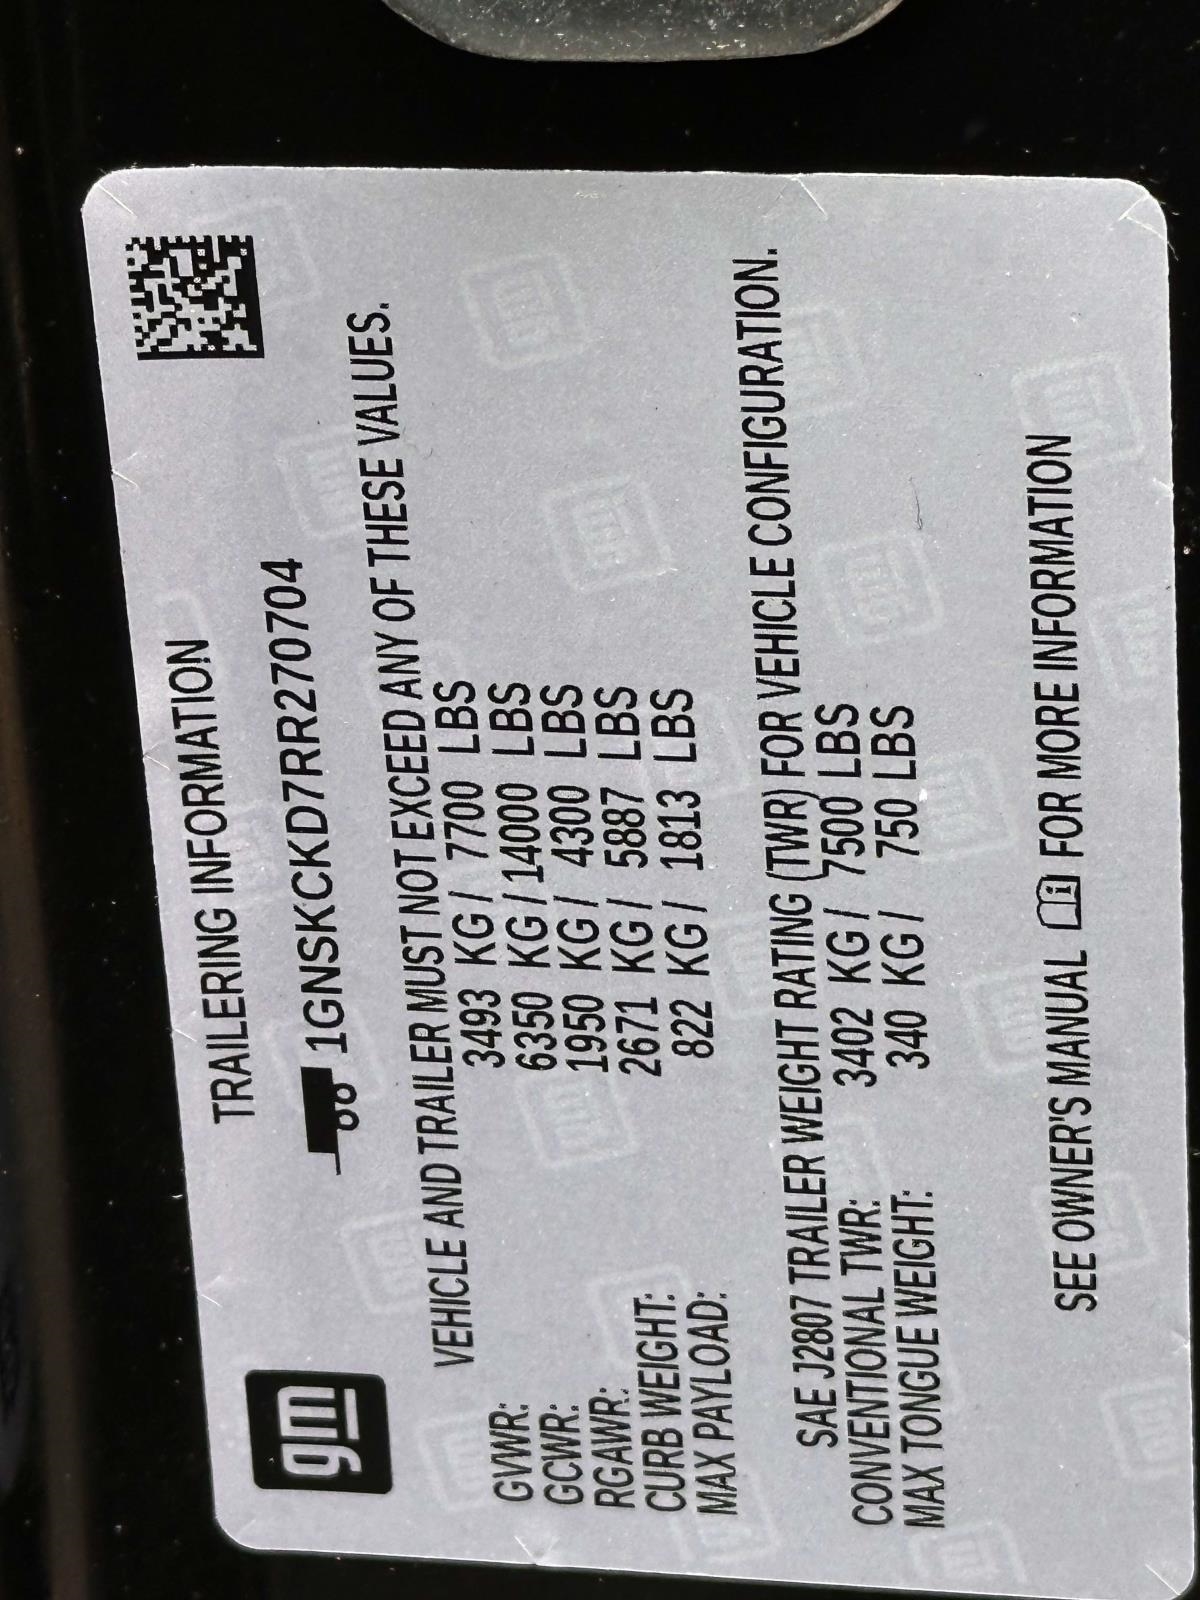 gm
TRAILERING INFORMATION
1GNSKCKD7RR270704
VEHICLE AND TRAILER MUST NOT EXCEED ANY OF THESE VALUES.
GVWR: 3493 KG / 7700 LBS
GCWR: 6350 KG / 14000 LBS
RGAWR: 1950 KG / 4300 LBS
CURB WEIGHT: 2671 KG / 5887 LBS
MAX PAYLOAD: 822 KG / 1813 LBS
SAE J2807 TRAILER WEIGHT RATING (TWR) FOR VEHICLE CONFIGURATION.
CONVENTIONAL TWR: 3402 KG / 7500 LBS
MAX TONGUE WEIGHT: 340 KG / 750 LBS
SEE OWNER'S MANUAL FOR MORE INFORMATION